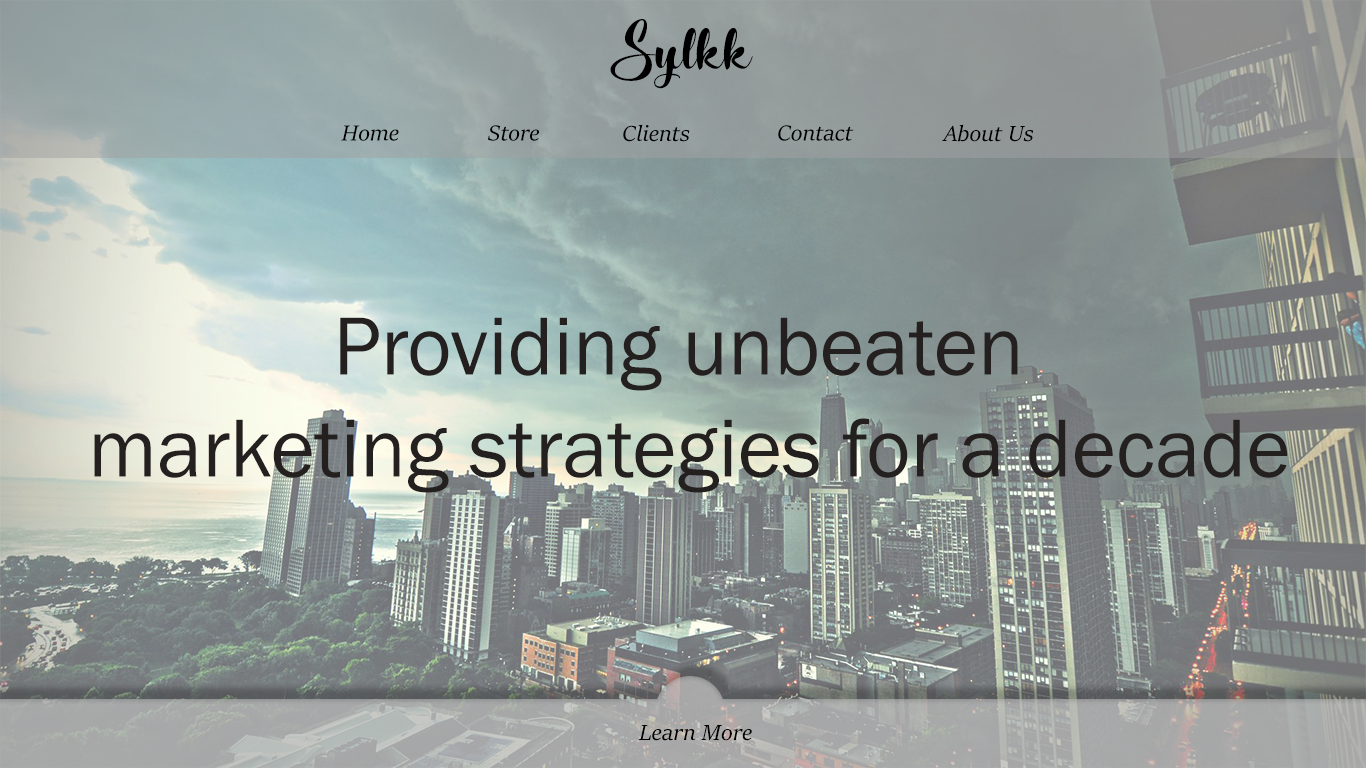 Sylkk
Home Store Clients Contact About Us
Providing unbeaten
marketing strategies for a decade
Learn More